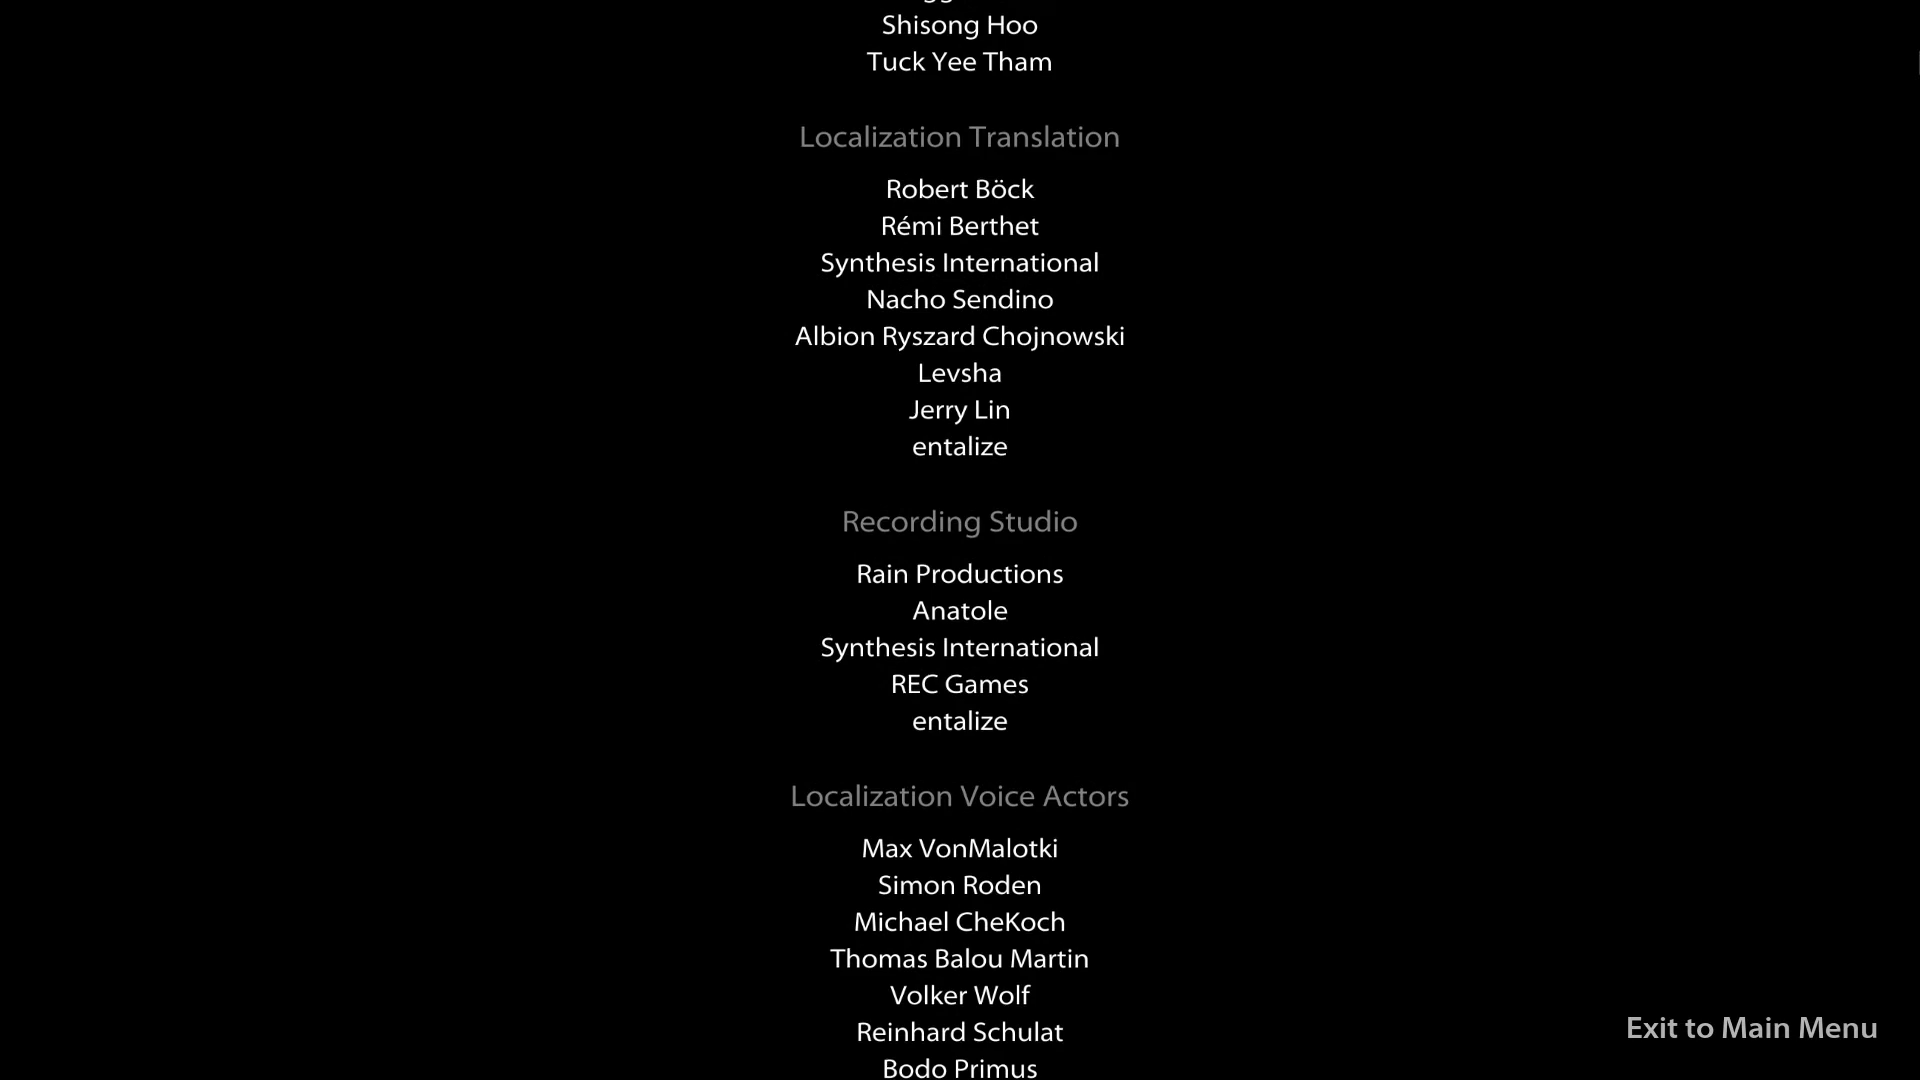 Shisong Hoo
Tuck Yee Tham
Localization Translation
Robert Böck
Rémi Berthet
Synthesis International
Nacho Sendino
Albion Ryszard Chojnowski
Levsha
Jerry Lin
entalize
Recording Studio
Rain Productions
Anatole
Synthesis International
REC Games
entalize
Localization Voice Actors
Max VonMalotki
Simon Roden
Michael CheKoch
Thomas Balou Martin
Volker Wolf
Reinhard Schulat
Bodo Primus
Exit to Main Menu